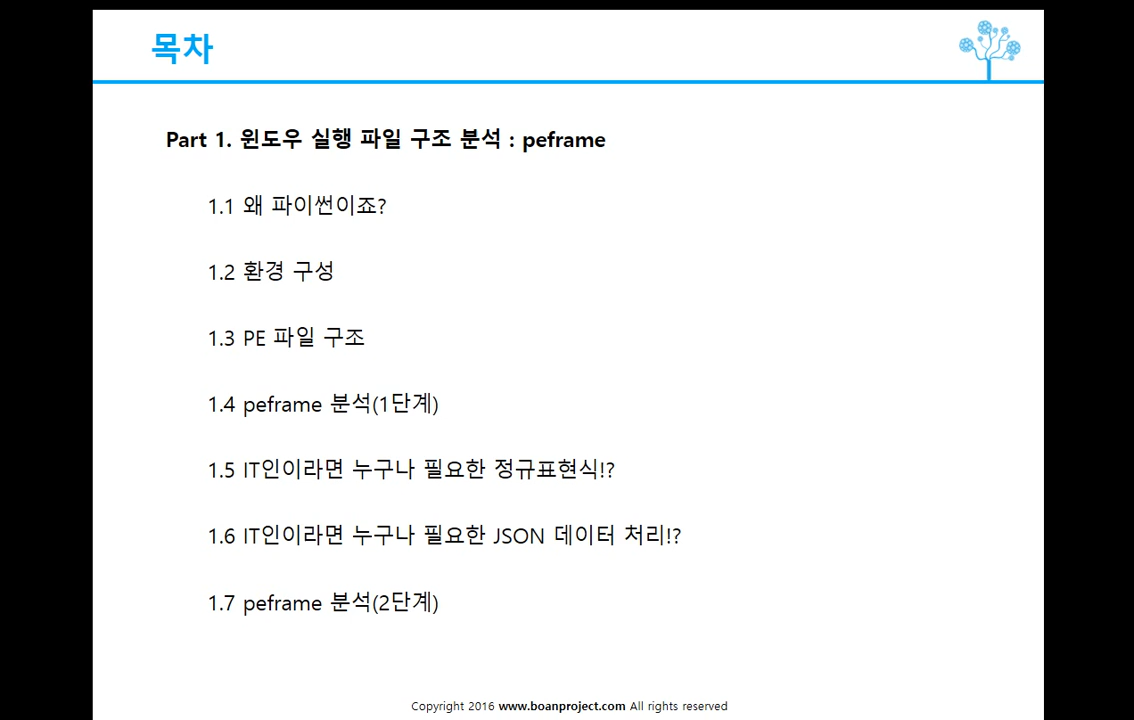 목차
Part 1. 윈도우 실행 파일 구조 분석 : peframe
1.1 왜 파이썬이죠?
1.2 환경 구성
1.3 PE 파일 구조
1.4 peframe 분석(1단계)
1.5 IT인이라면 누구나 필요한 정규표현식!?
1.6 IT인이라면 누구나 필요한 JSON 데이터 처리!?
1.7 peframe 분석(2단계)
Copyright 2016 www.boanproject.com All rights reserved